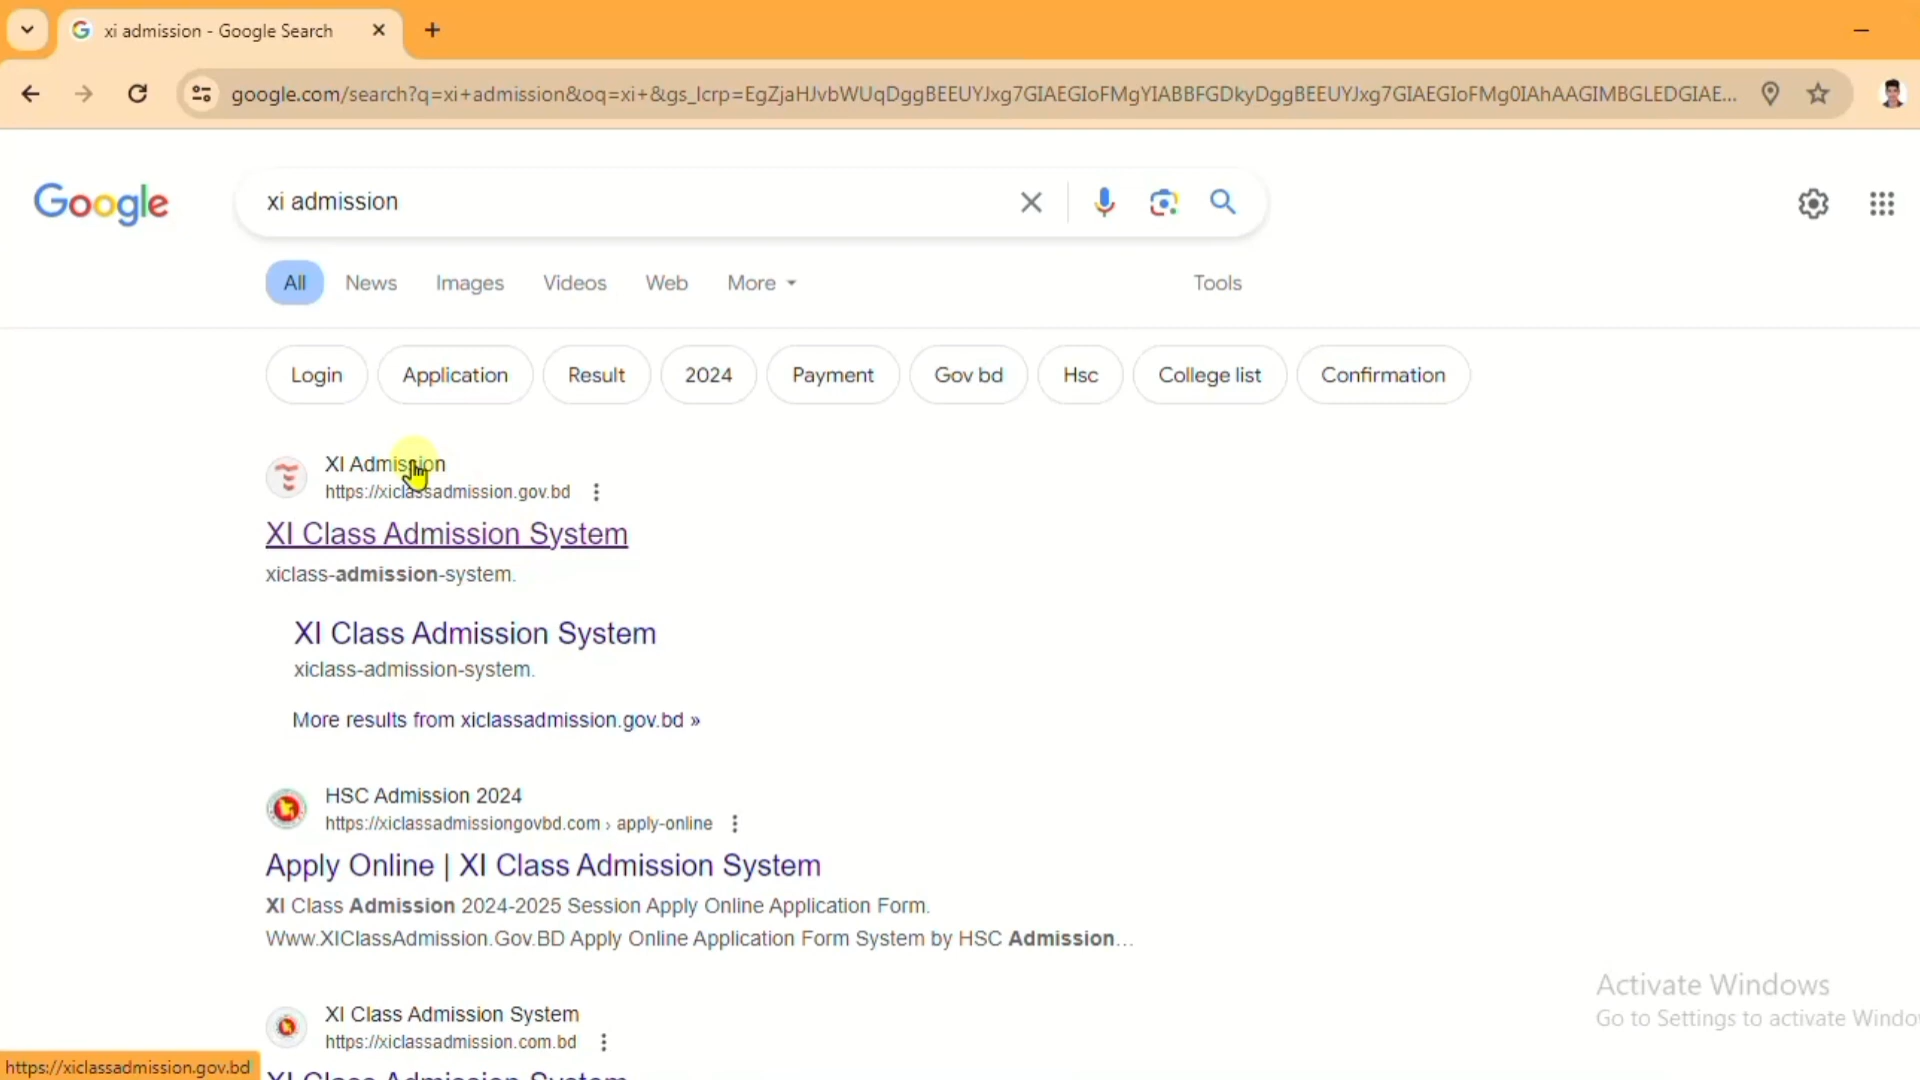 xi admission - Google Search
google.com/search?q=xi+admission&oq=xi+&gs_lcrp=EgZjaHJvbWUqDggBEEUYJxg7GIAEGIoFMgYIABBFGDkyDggBEEUYJxg7GIAEGIoFMg0IAhAAGIMBGLEDGIAE...
Google
xi admission
All News Images Videos Web More Tools
Login Application Result 2024 Payment Gov bd Hsc College list Confirmation
XI Admission
https://xiclassadmission.gov.bd
XI Class Admission System
xiclass-admission-system.
XI Class Admission System
xiclass-admission-system.
More results from xiclassadmission.gov.bd »
HSC Admission 2024
https://xiclassadmissiongovbd.com › apply-online
Apply Online | XI Class Admission System
XI Class Admission 2024-2025 Session Apply Online Application Form.
Www.XIClassAdmission.Gov.BD Apply Online Application Form System by HSC Admission...
XI Class Admission System
https://xiclassadmission.com.bd
XI Class Admission System
Activate Windows
Go to Settings to activate Windo
https://xiclassadmission.gov.bd